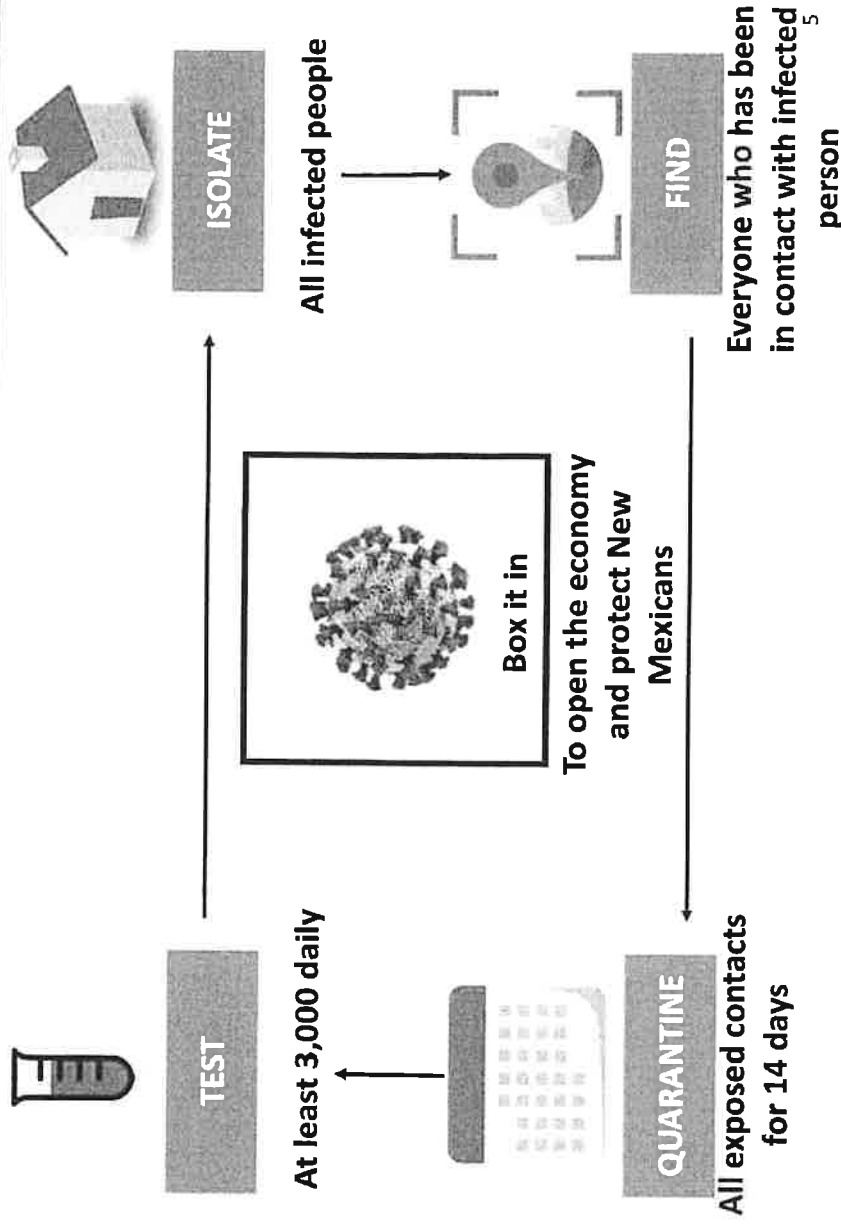 TEST
At least 3,000 daily
ISOLATE
All infected people
Box it in
To open the economy
and protect New
Mexicans
QUARANTINE
All exposed contacts
for 14 days
FIND
Everyone who has been
in contact with infected
person
5